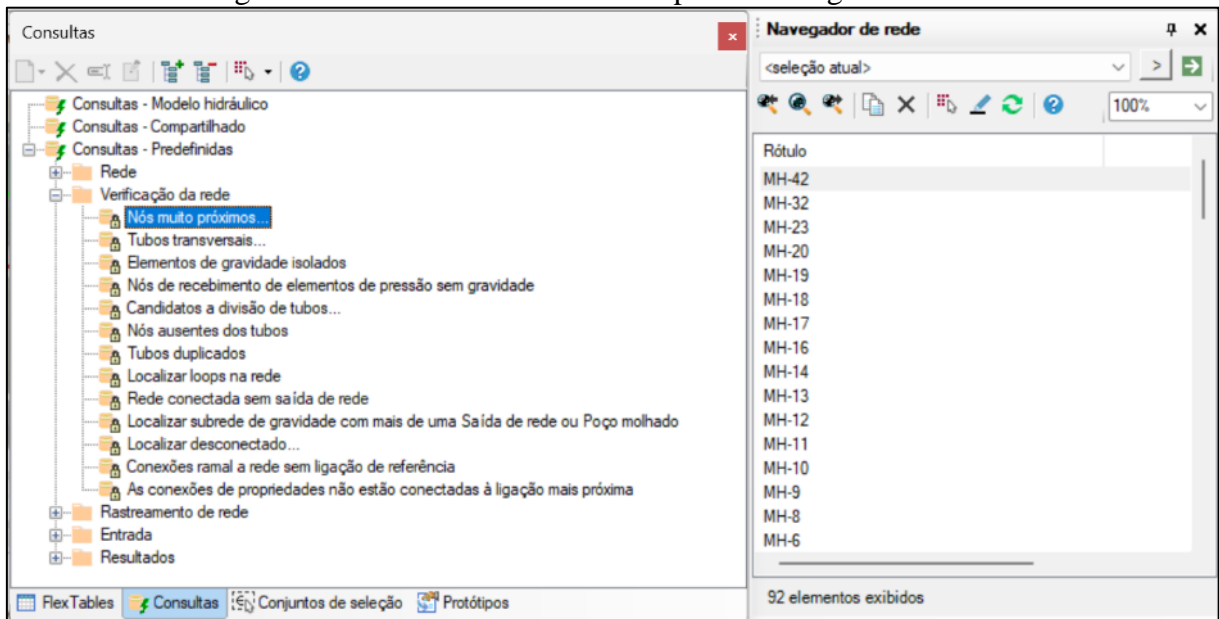 Consultas
Consultas - Modelo hidráulico
Consultas - Compartilhado
Consultas - Predefinidas
Rede
Verificação da rede
Nós muito próximos...
Tubos transversais...
Elementos de gravidade isolados
Nós de recebimento de elementos de pressão sem gravidade
Candidatos a divisão de tubos...
Nós ausentes dos tubos
Tubos duplicados
Localizar loops na rede
Rede conectada sem saída de rede
Localizar subrede de gravidade com mais de uma Saída de rede ou Poço molhado
Localizar desconectado...
Conexões ramal a rede sem ligação de referência
As conexões de propriedades não estão conectadas à ligação mais próxima
Rastreamento de rede
Entrada
Resultados
FlexTables Consultas Conjuntos de seleção Protótipos
Navegador de rede
<seleção atual>
>
100%
Rótulo
MH-42
MH-32
MH-23
MH-20
MH-19
MH-18
MH-17
MH-16
MH-14
MH-13
MH-12
MH-11
MH-10
MH-9
MH-8
MH-6
92 elementos exibidos